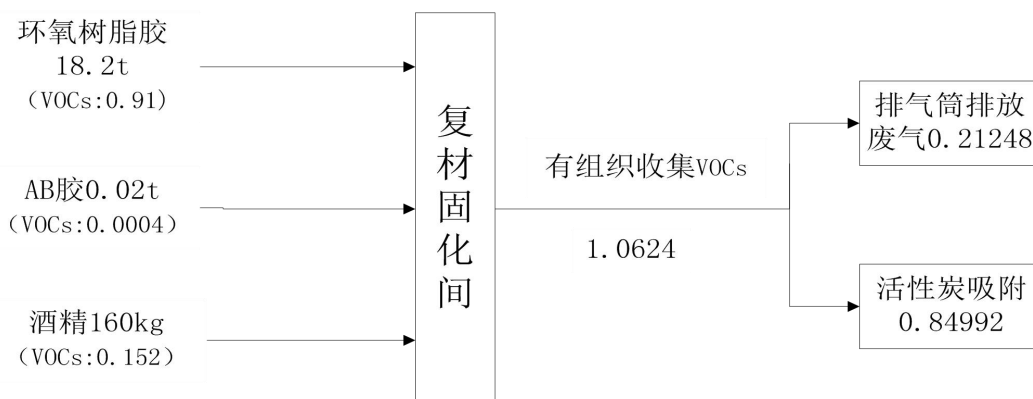 环氧树脂胶
18.2t
（VOCs:0.91)
AB胶0.02t
（VOCs:0.0004）
酒精160kg
（VOCs:0.152）
复
材
固
化
间
有组织收集VOCs
1.0624
排气筒排放
废气0.21248
活性炭吸附
0.84992